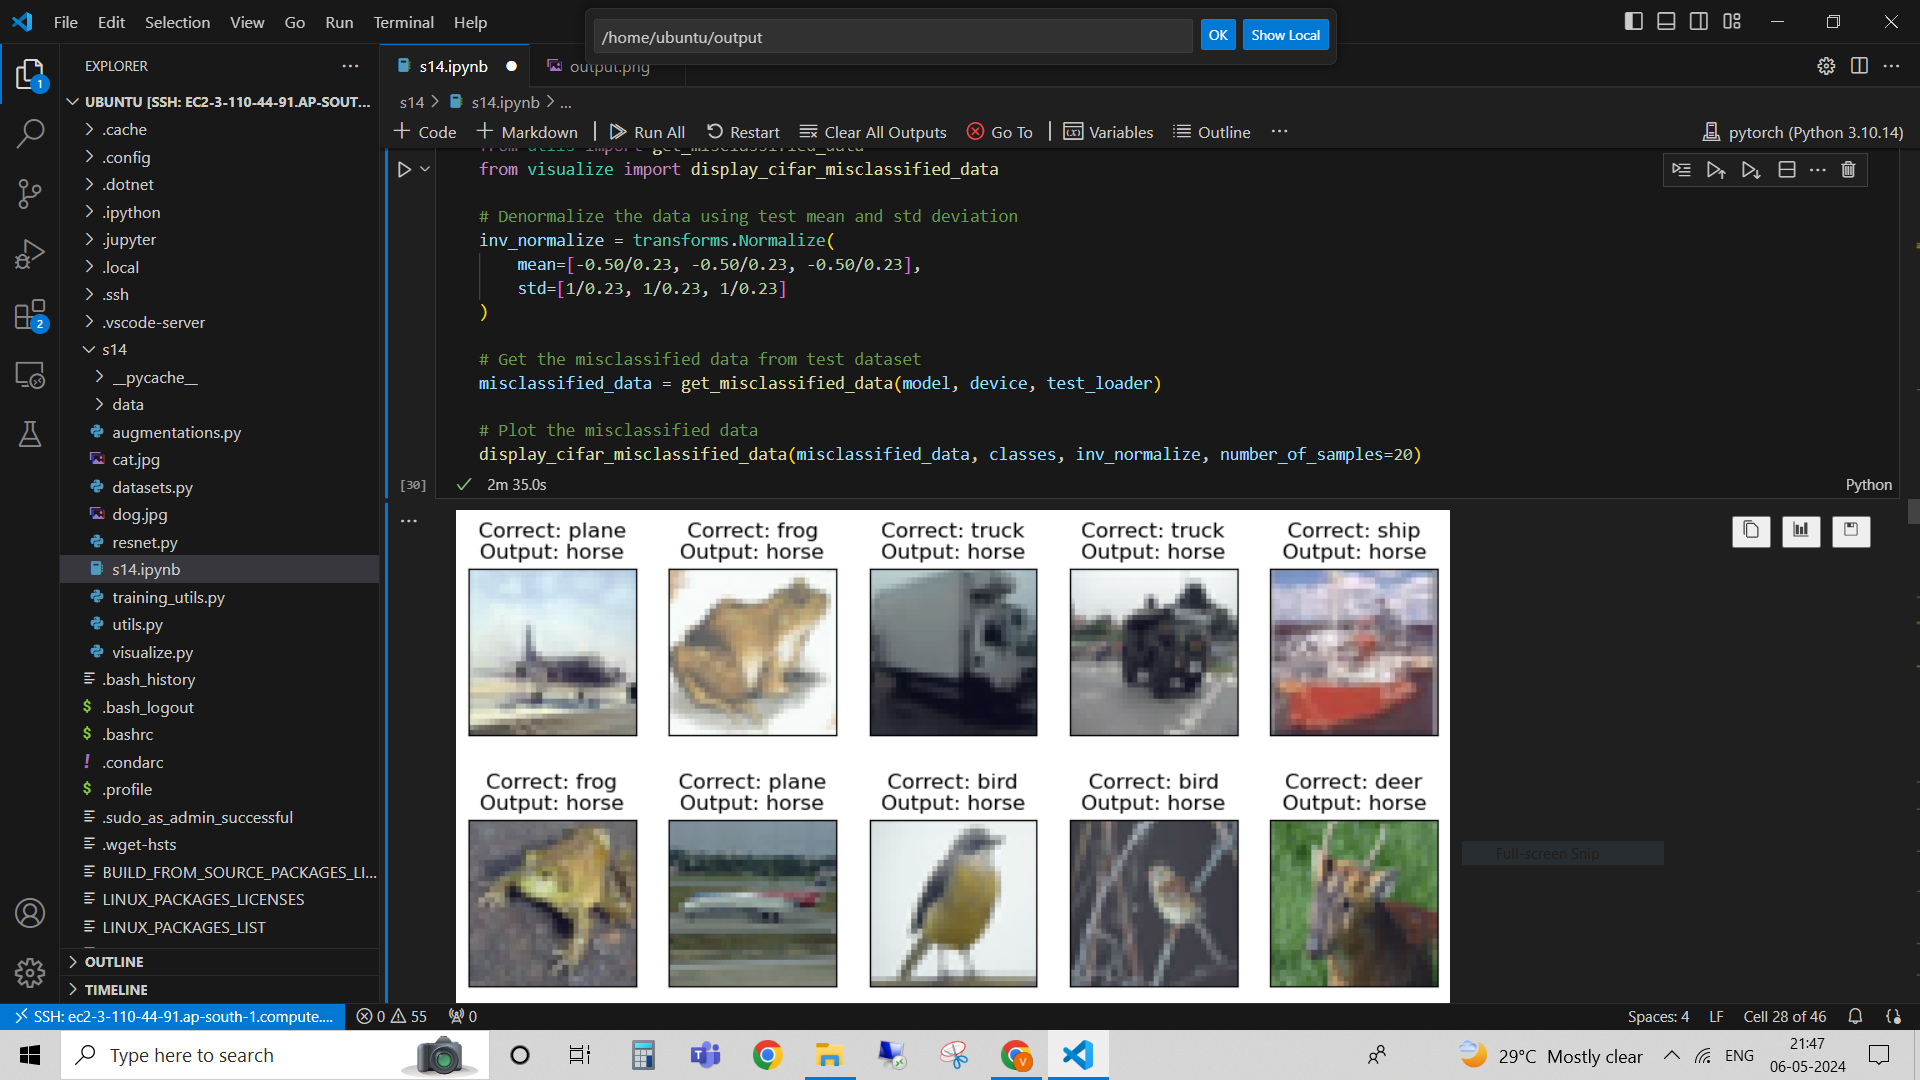 File Edit Selection View Go Run Terminal Help
/home/ubuntu/output
OK
Show Local
EXPLORER
s14.ipynb
output.png
UBUNTU [SSH: EC2-3-110-44-91.AP-SOUT...
s14 > s14.ipynb > ...
Code Markdown Run All Restart Clear All Outputs Go To Variables Outline ...
pytorch (Python 3.10.14)
1
2
.cache
.config
.dotnet
.ipython
.jupyter
.local
.ssh
.vscode-server
s14
__pycache__
data
augmentations.py
cat.jpg
datasets.py
dog.jpg
resnet.py
s14.ipynb
training_utils.py
utils.py
visualize.py
.bash_history
.bash_logout
.bashrc
.condarc
.profile
.sudo_as_admin_successful
.wget-hsts
BUILD_FROM_SOURCE_PACKAGES_LI...
LINUX_PACKAGES_LICENSES
LINUX_PACKAGES_LIST
OUTLINE
TIMELINE
from utils import get_misclassified_data
from visualize import display_cifar_misclassified_data
# Denormalize the data using test mean and std deviation
inv_normalize = transforms.Normalize(
mean=[-0.50/0.23, -0.50/0.23, -0.50/0.23],
std=[1/0.23, 1/0.23, 1/0.23]
)
# Get the misclassified data from test dataset
misclassified_data = get_misclassified_data(model, device, test_loader)
# Plot the misclassified data
display_cifar_misclassified_data(misclassified_data, classes, inv_normalize, number_of_samples=20)
[30] 2m 35.0s
Python
Correct: plane
Output: horse
Correct: frog
Output: horse
Correct: truck
Output: horse
Correct: truck
Output: horse
Correct: ship
Output: horse
Correct: frog
Output: horse
Correct: plane
Output: horse
Correct: bird
Output: horse
Correct: bird
Output: horse
Correct: deer
Output: horse
Full-screen Snip
SSH: ec2-3-110-44-91.ap-south-1.compute....
0 55 0
Spaces: 4 LF Cell 28 of 46
Type here to search
29°C Mostly clear
ENG
21:47
06-05-2024